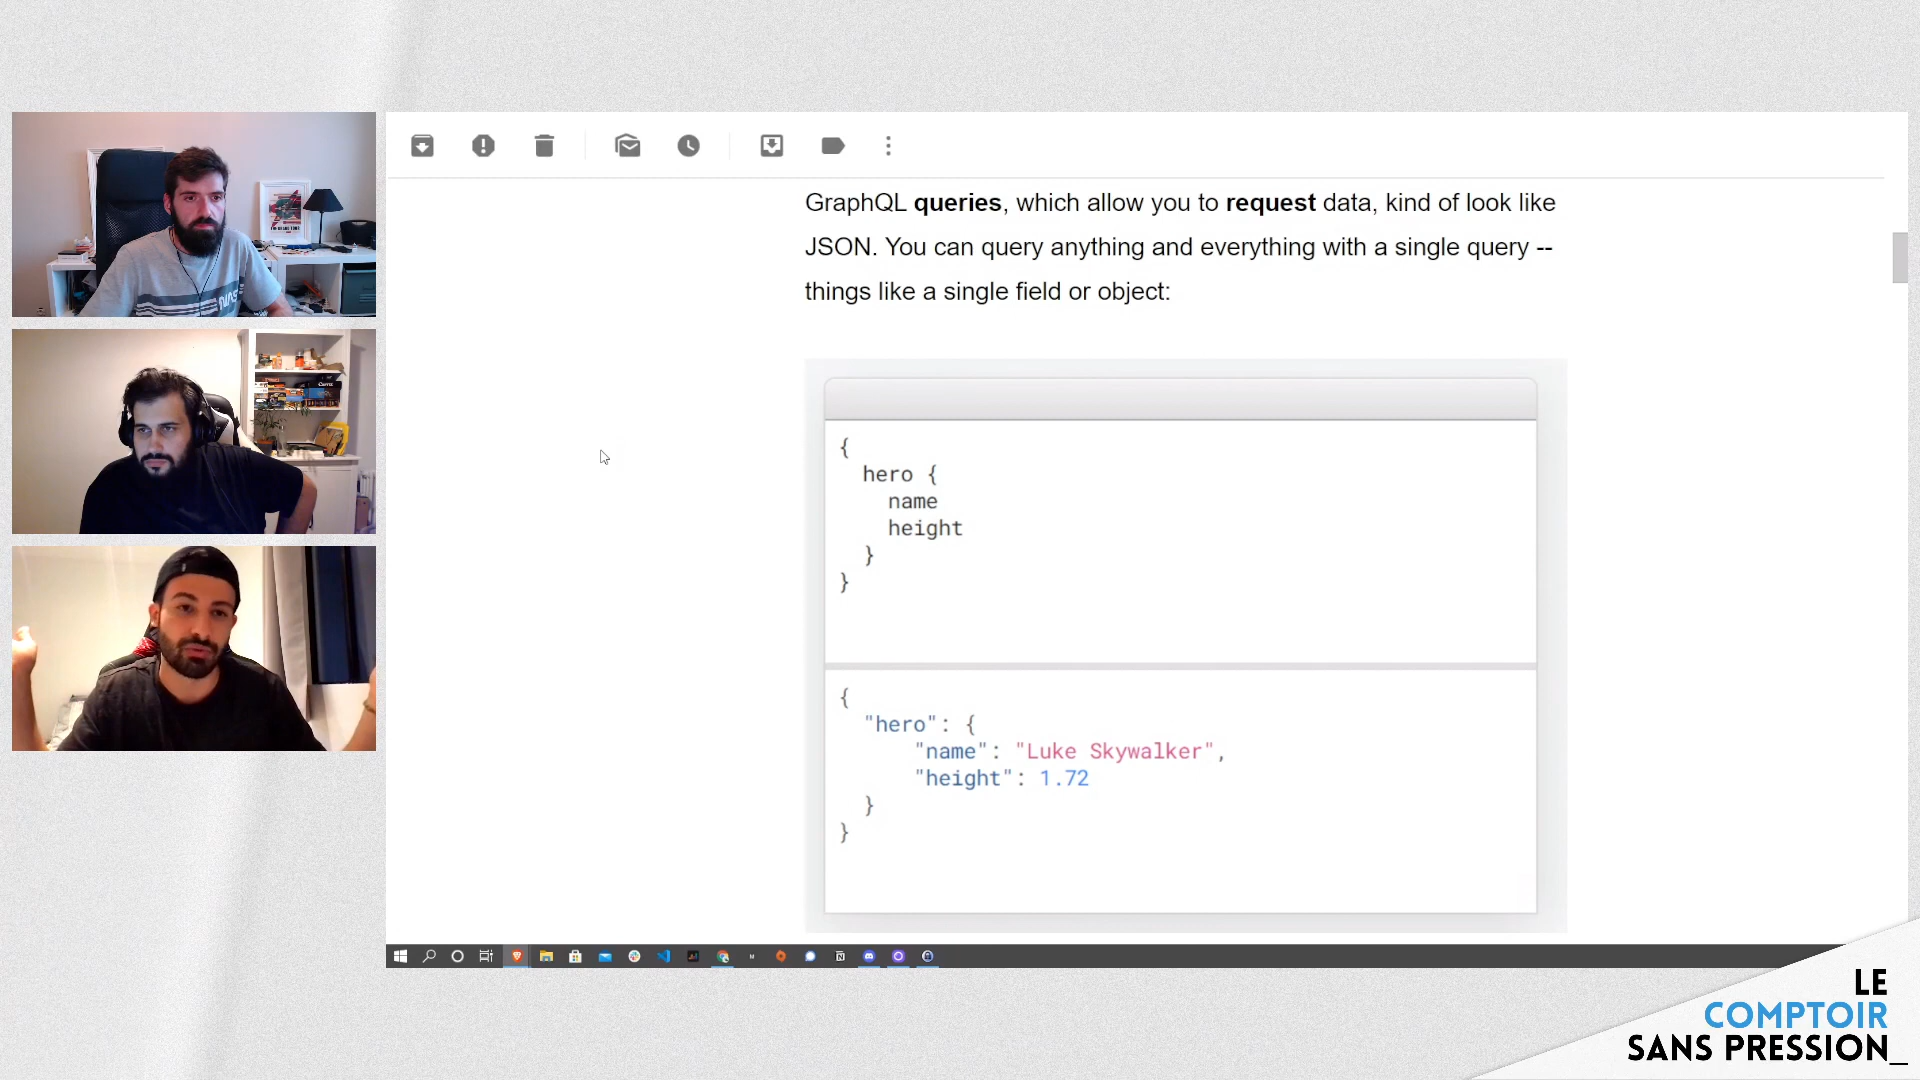 GraphQL queries, which allow you to request data, kind of look like
JSON. You can query anything and everything with a single query --
things like a single field or object:
{
hero {
name
height
}
}
{
"hero": {
"name": "Luke Skywalker",
"height": 1.72
}
}
LE
COMPTOIR
SANS PRESSION_